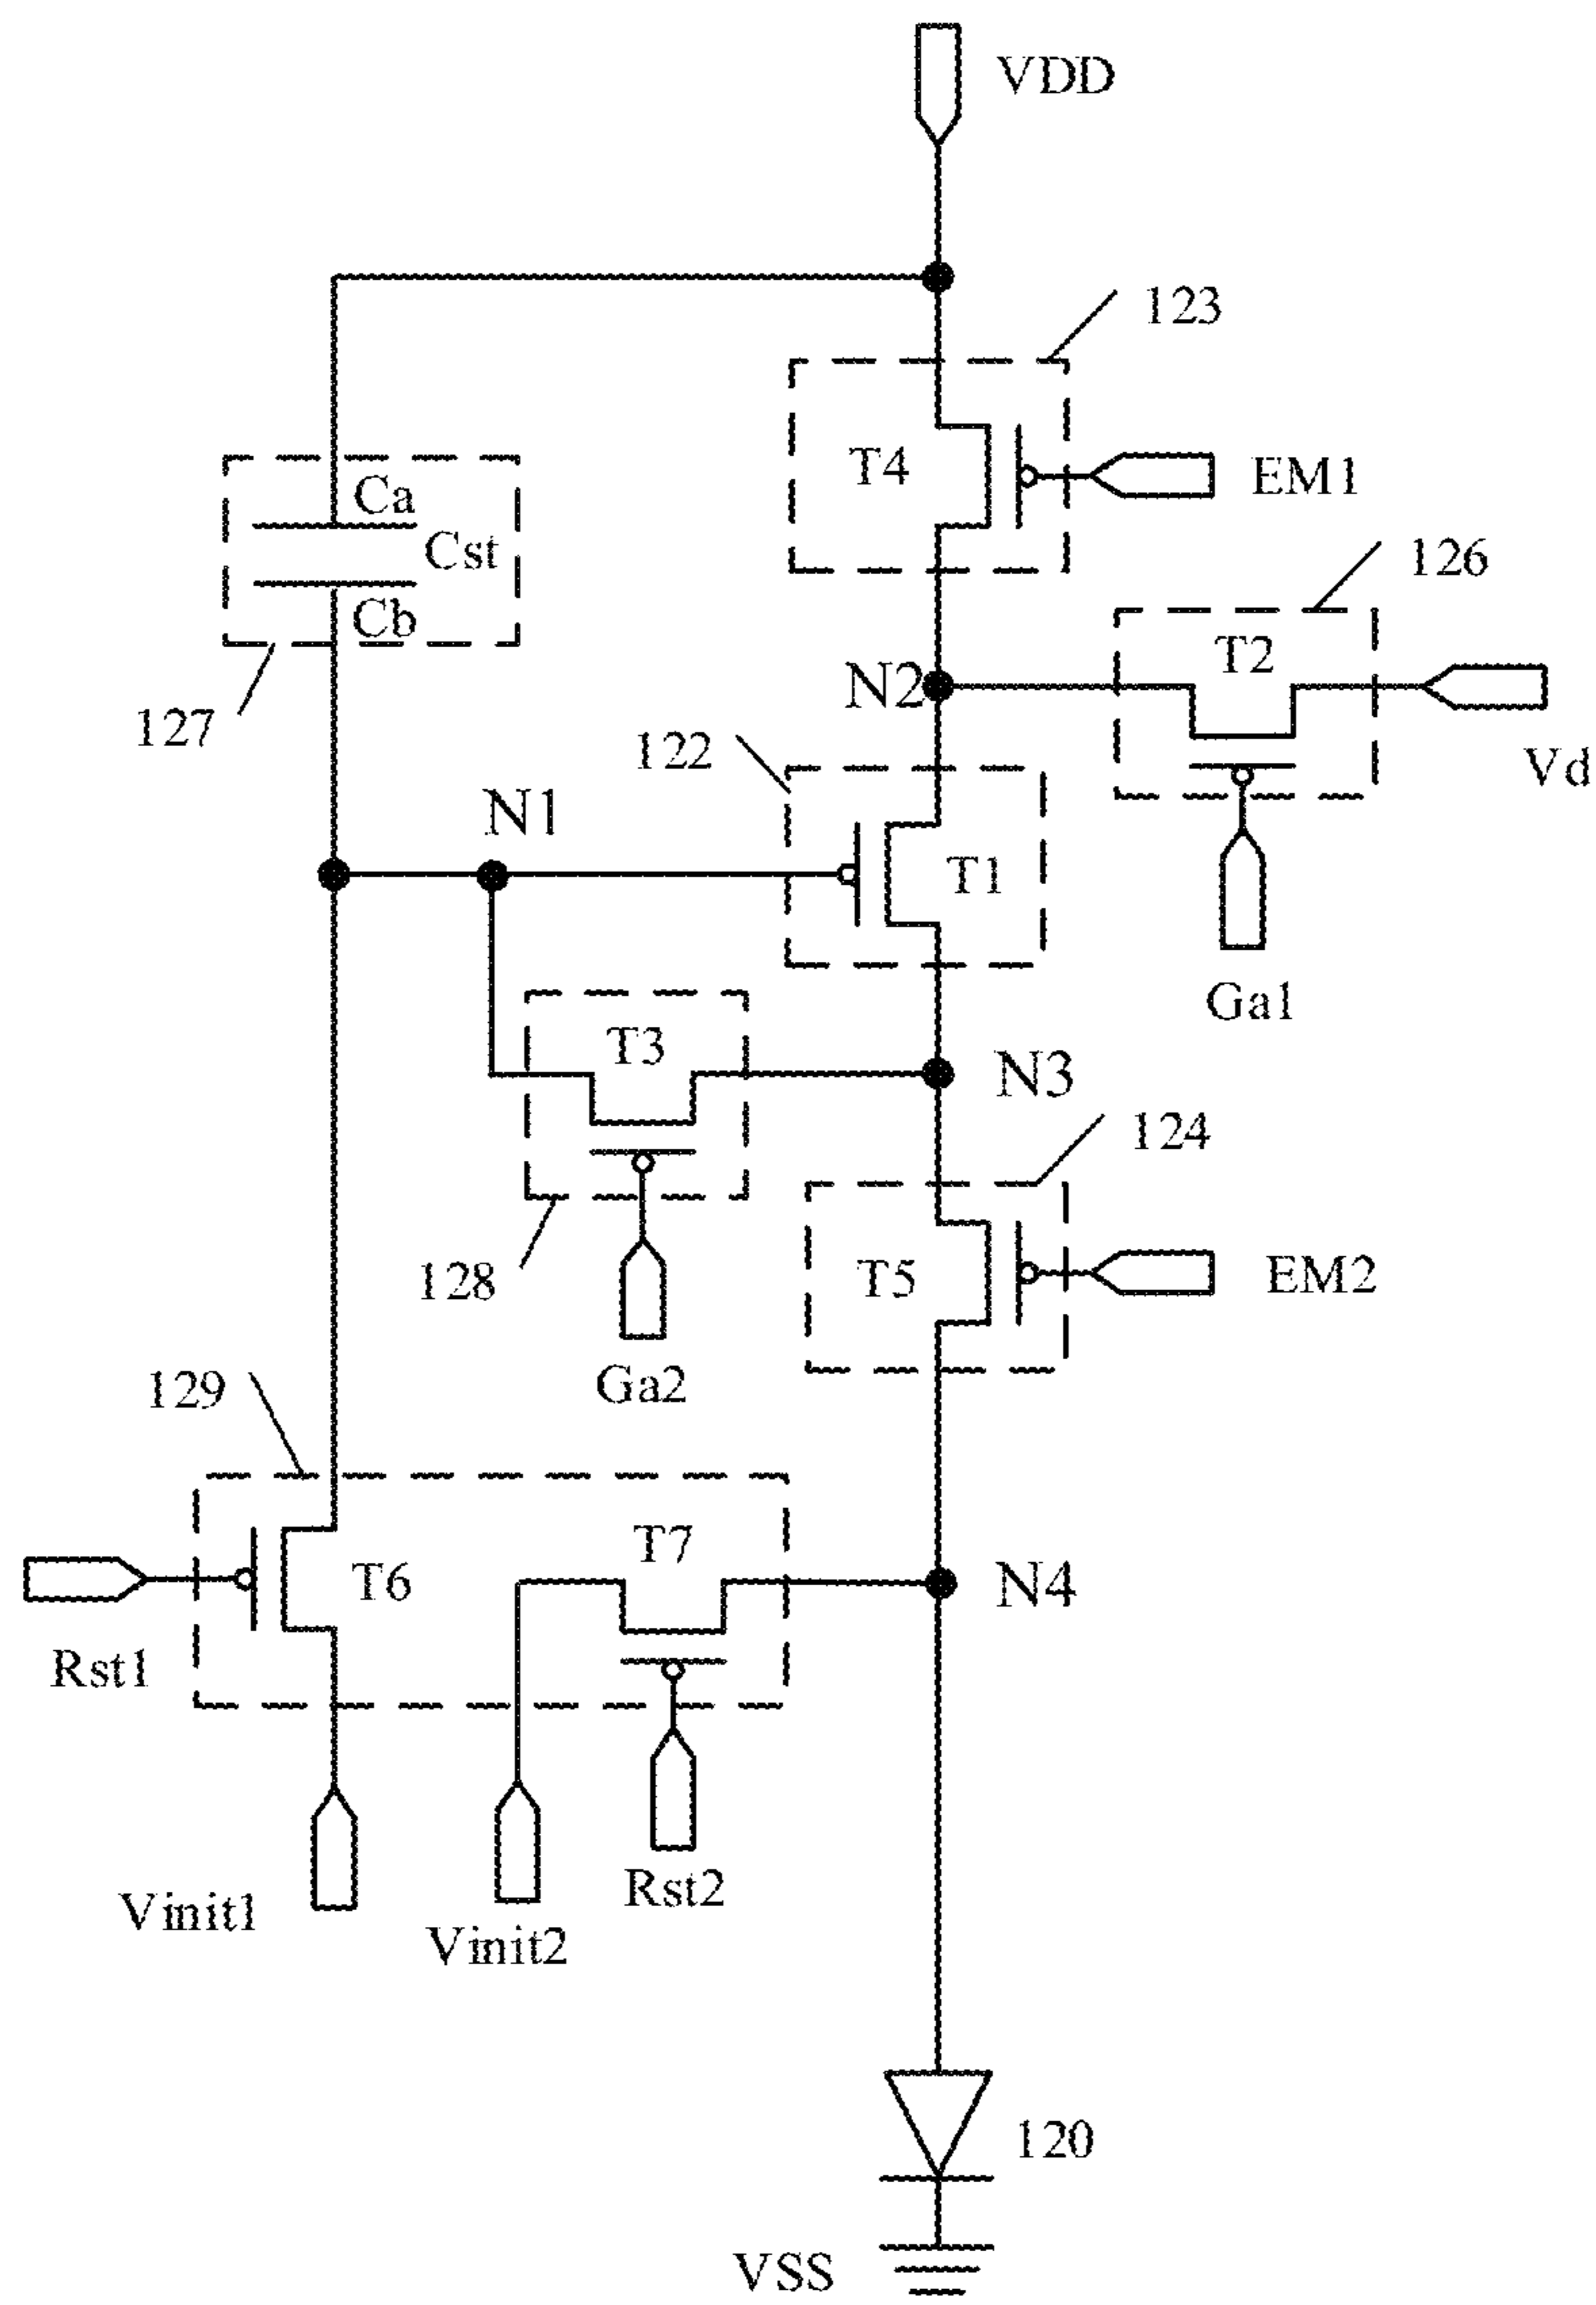 VDD
123
T4
EM1
Ca
Cst
Cb
126
T2
N2
127
122
Vd
N1
T1
Ga1
T3
N3
124
128
T5
EM2
Ga2
129
T7
T6
N4
Rst1
Rst2
Vinit1
Vinit2
120
VSS